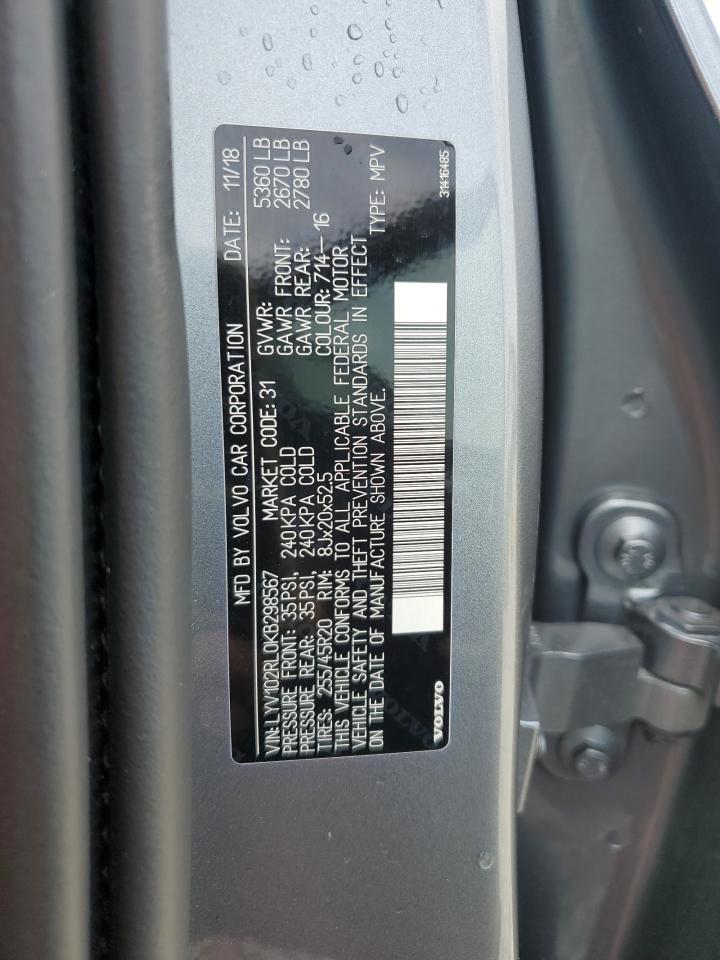 MFD BY VOLVO CAR CORPORATION DATE: 11/18
VIN: LYV102RL0KB298567 MARKET CODE: 31 GVWR: 5360 LB
PRESSURE FRONT: 35PSI, 240KPA COLD GAWR FRONT: 2670 LB
PRESSURE REAR: 35PSI, 240KPA COLD GAWR REAR: 2780 LB
TIRES: 255/45R20 RIM: 8Jx20x52.5 COLOUR: 714—16
THIS VEHICLE CONFORMS TO ALL APPLICABLE FEDERAL MOTOR
VEHICLE SAFETY AND THEFT PREVENTION STANDARDS IN EFFECT
ON THE DATE OF MANUFACTURE SHOWN ABOVE. TYPE: MPV
VOLVO 31416485